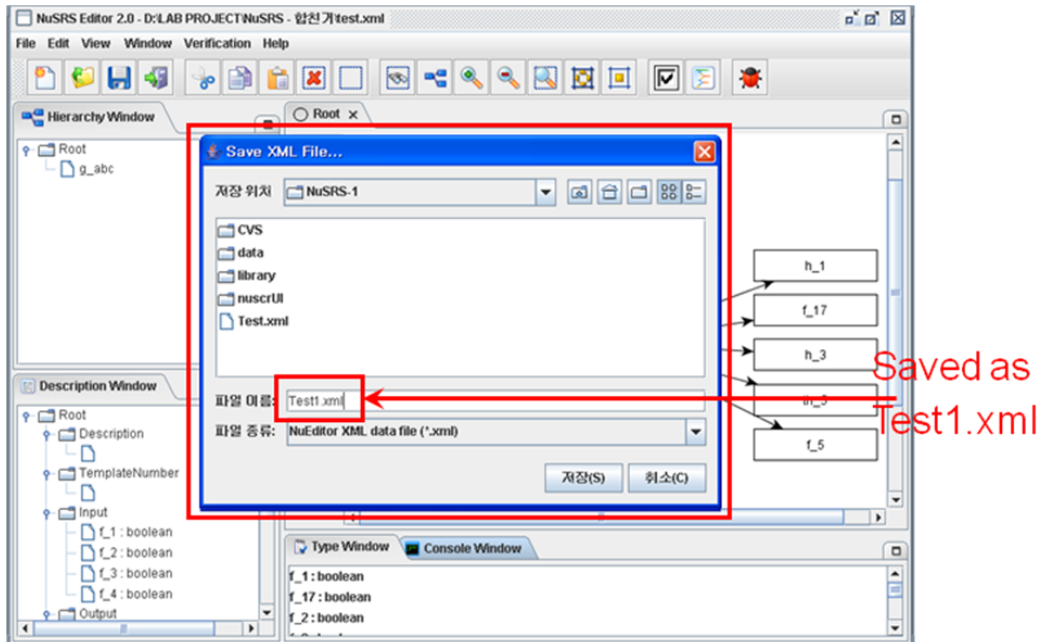 NuSRS Editor 2.0 - D:\LAB PROJECT\NuSRS - 합친거\test.xml
File Edit View Window Verification Help
Hierarchy Window
Root
g_abc
Root
Save XML File...
저장 위치
NuSRS-1
CVS
data
library
nuscrUI
Test.xml
파일 이름:
Test1.xml
파일 종류:
NuEditor XML data file (*.xml)
저장(S)
취소(C)
h_1
f_17
h_3
f_5
Saved as
Test1.xml
Description Window
Root
Description
TemplateNumber
Input
f_1 : boolean
f_2 : boolean
f_3 : boolean
f_4 : boolean
Output
Type Window
Console Window
f_1 : boolean
f_17 : boolean
f_2 : boolean